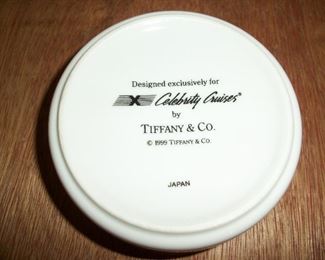 Designed exclusively for
X Celebrity Cruises®
by
TIFFANY & CO.
© 1999 TIFFANY & CO.
JAPAN